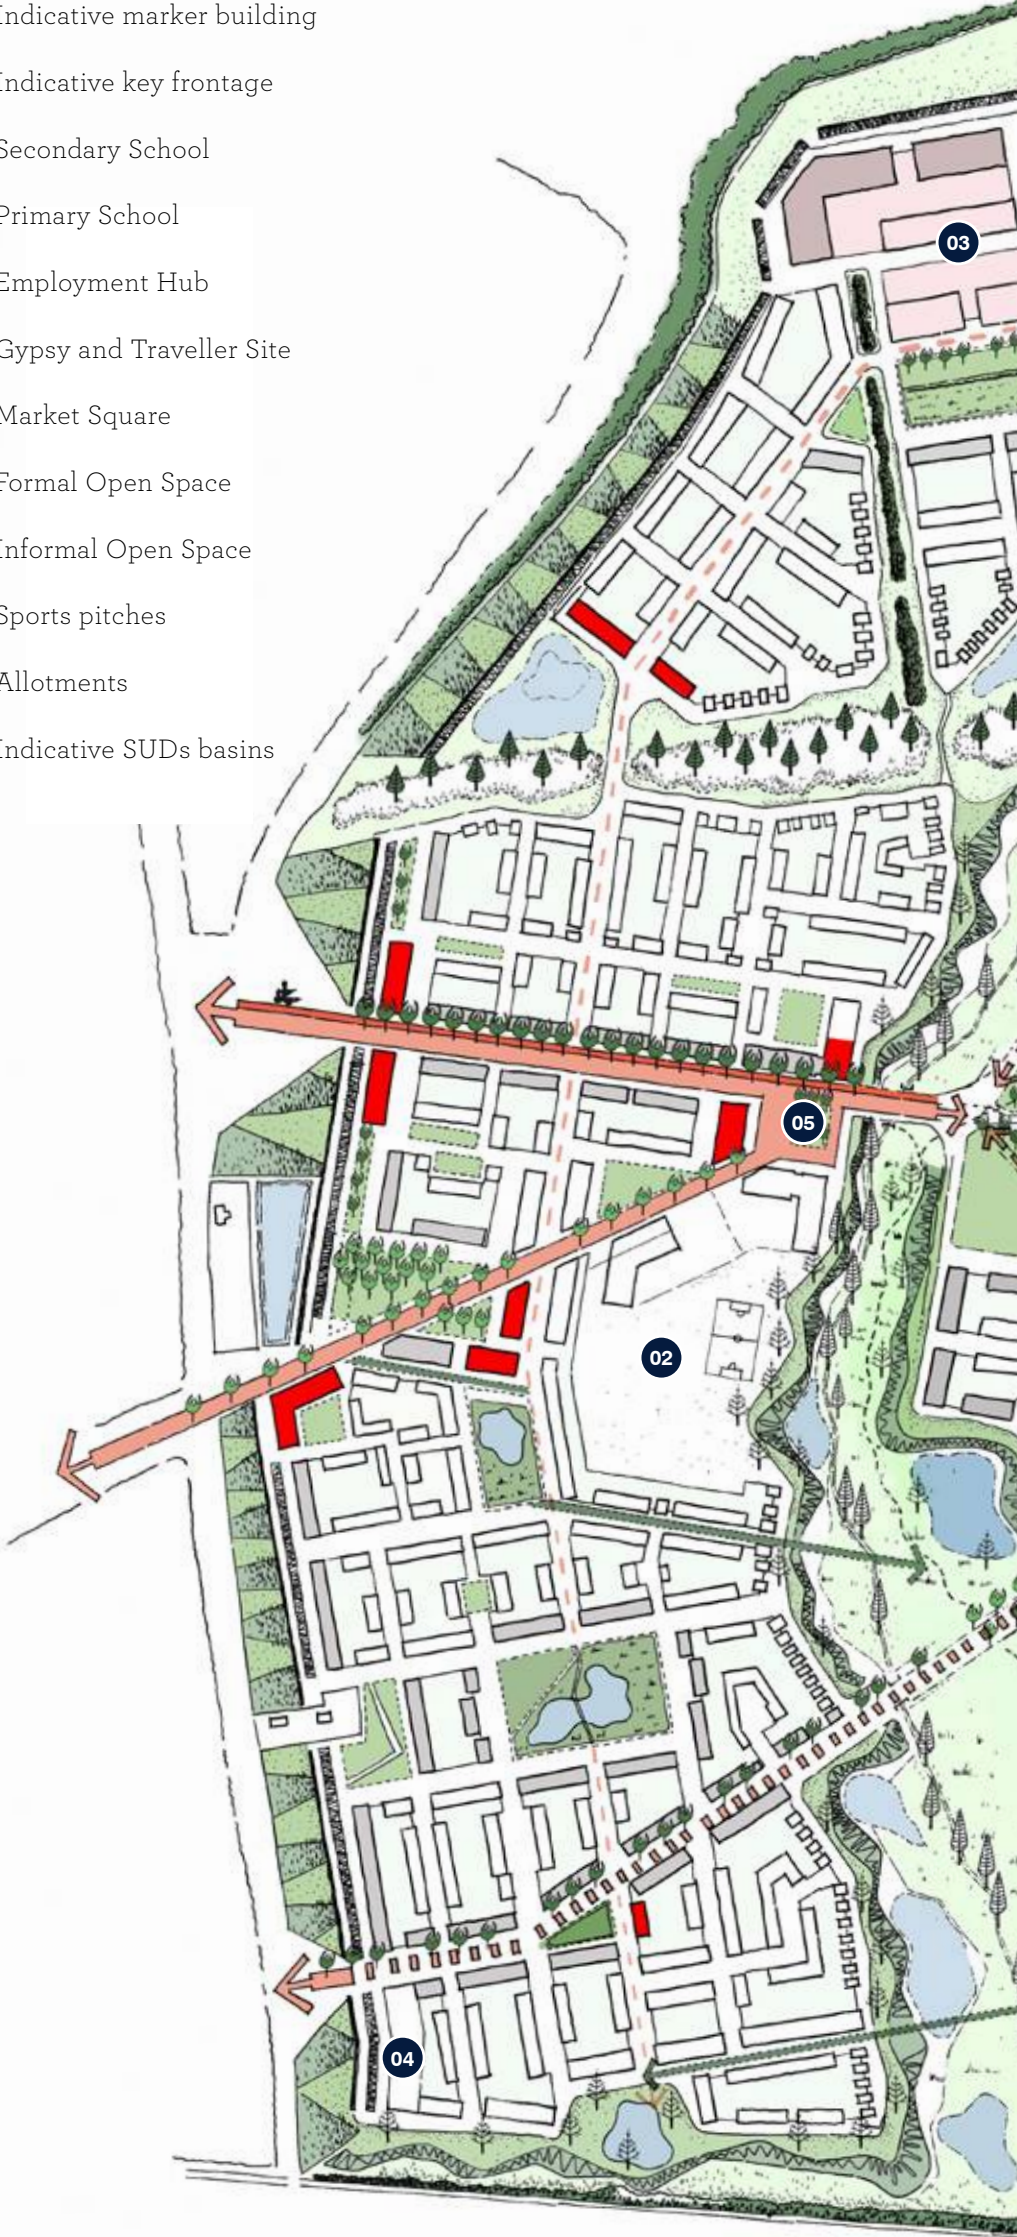 Indicative marker building
Indicative key frontage
Secondary School
Primary School
Employment Hub
Gypsy and Traveller Site
Market Square
Formal Open Space
Informal Open Space
Sports pitches
Allotments
Indicative SUDs basins
03
05
02
04